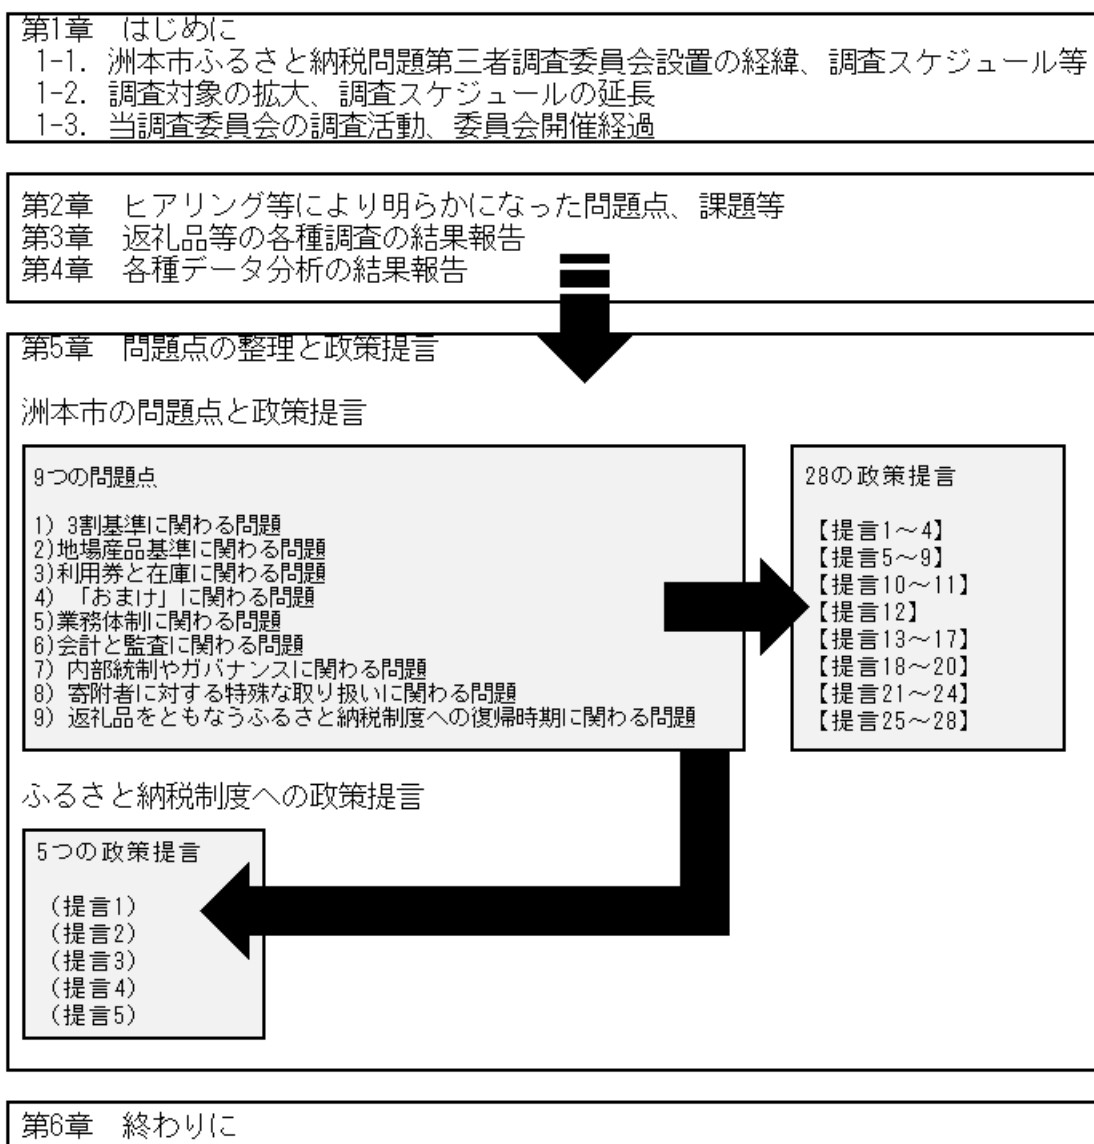 第1章　はじめに
1-1. 洲本市ふるさと納税問題第三者調査委員会設置の経緯、調査スケジュール等
1-2. 調査対象の拡大、調査スケジュールの延長
1-3. 当調査委員会の調査活動、委員会開催経過
第2章　ヒアリング等により明らかになった問題点、課題等
第3章　返礼品等の各種調査の結果報告
第4章　各種データ分析の結果報告
第5章　問題点の整理と政策提言
洲本市の問題点と政策提言
9つの問題点
1) 3割基準に関わる問題
2)地場産品基準に関わる問題
3)利用券と在庫に関わる問題
4) 「おまけ」に関わる問題
5)業務体制に関わる問題
6)会計と監査に関わる問題
7) 内部統制やガバナンスに関わる問題
8) 寄附者に対する特殊な取り扱いに関わる問題
9) 返礼品をともなうふるさと納税制度への復帰時期に関わる問題
28の政策提言
【提言1～4】
【提言5～9】
【提言10～11】
【提言12】
【提言13～17】
【提言18～20】
【提言21～24】
【提言25～28】
ふるさと納税制度への政策提言
5つの政策提言
(提言1)
(提言2)
(提言3)
(提言4)
(提言5)
第6章　終わりに